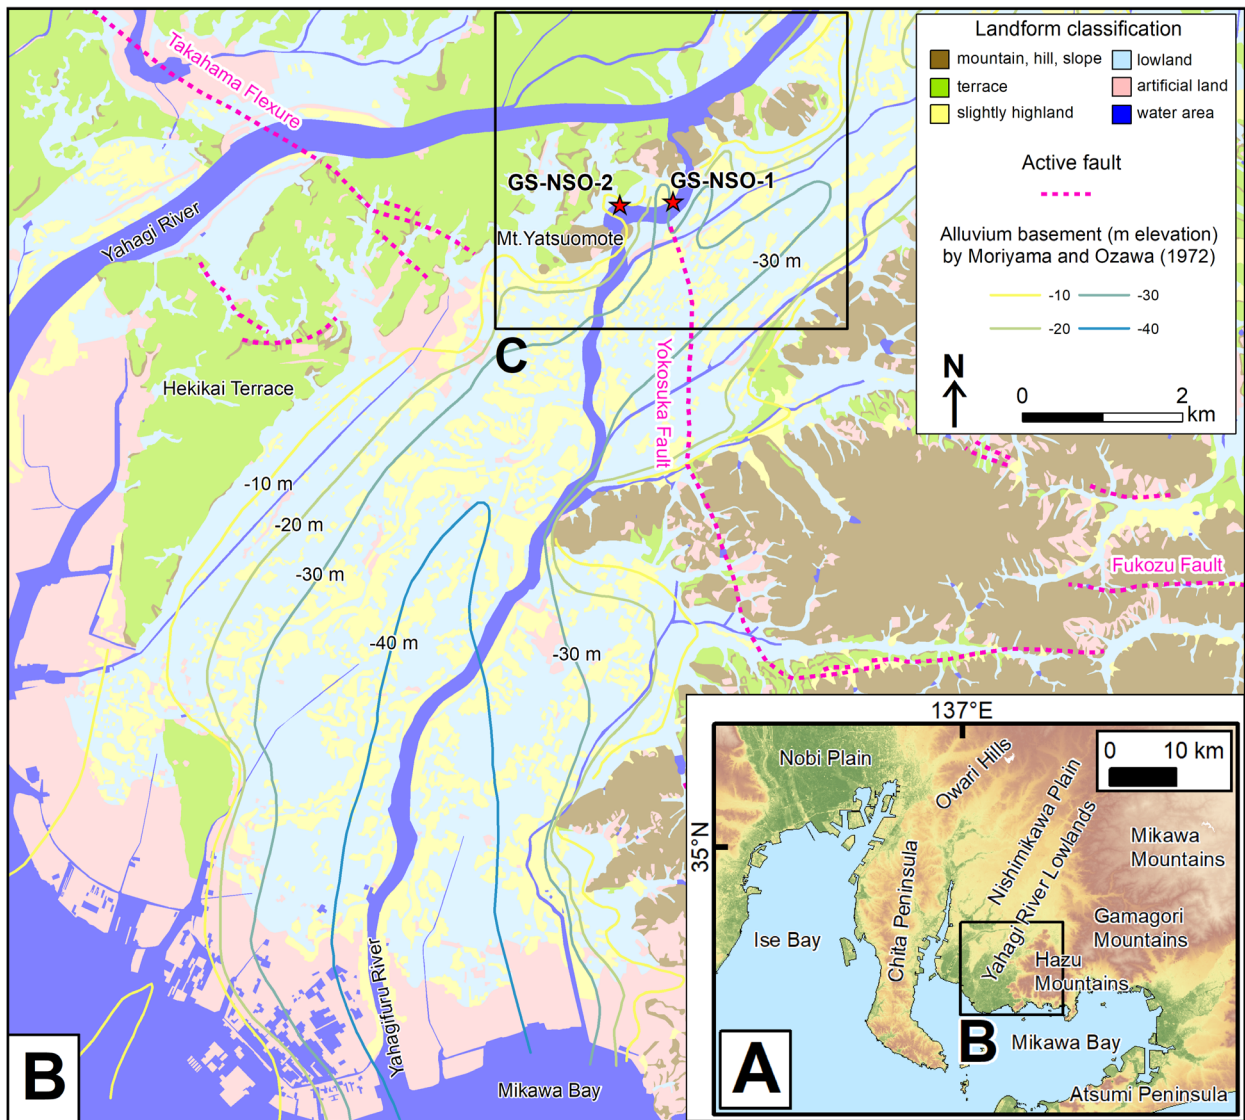 Takahama Flexure
Yahagi River
GS-NSO-2
GS-NSO-1
Mt.Yatsuomote
-30 m
C
Yokosuka Fault
Hekikai Terrace
-10 m
-20 m
-30 m
-40 m
-30 m
Fukozu Fault
Yahagifuru River
Mikawa Bay
B
Landform classification
mountain, hill, slope
terrace
slightly highland
lowland
artificial land
water area
Active fault
Alluvium basement (m elevation)
by Moriyama and Ozawa (1972)
-10
-30
-20
-40
N
0 2
km
137°E
35°N
0 10 km
Nobi Plain
Owari Hills
Nishimikawa Plain
Yahagi River Lowlands
Mikawa
Mountains
Chita Peninsula
Ise Bay
Gamagori
Mountains
Hazu
Mountains
B
Mikawa Bay
Atsumi Peninsula
A